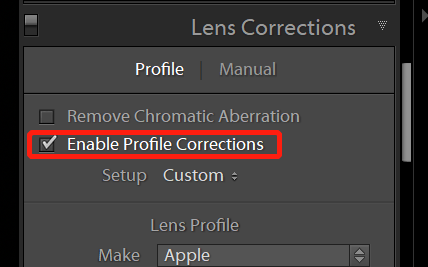 Lens Corrections
Profile | Manual
Remove Chromatic Aberration
Enable Profile Corrections
Setup Custom
Lens Profile
Make Apple